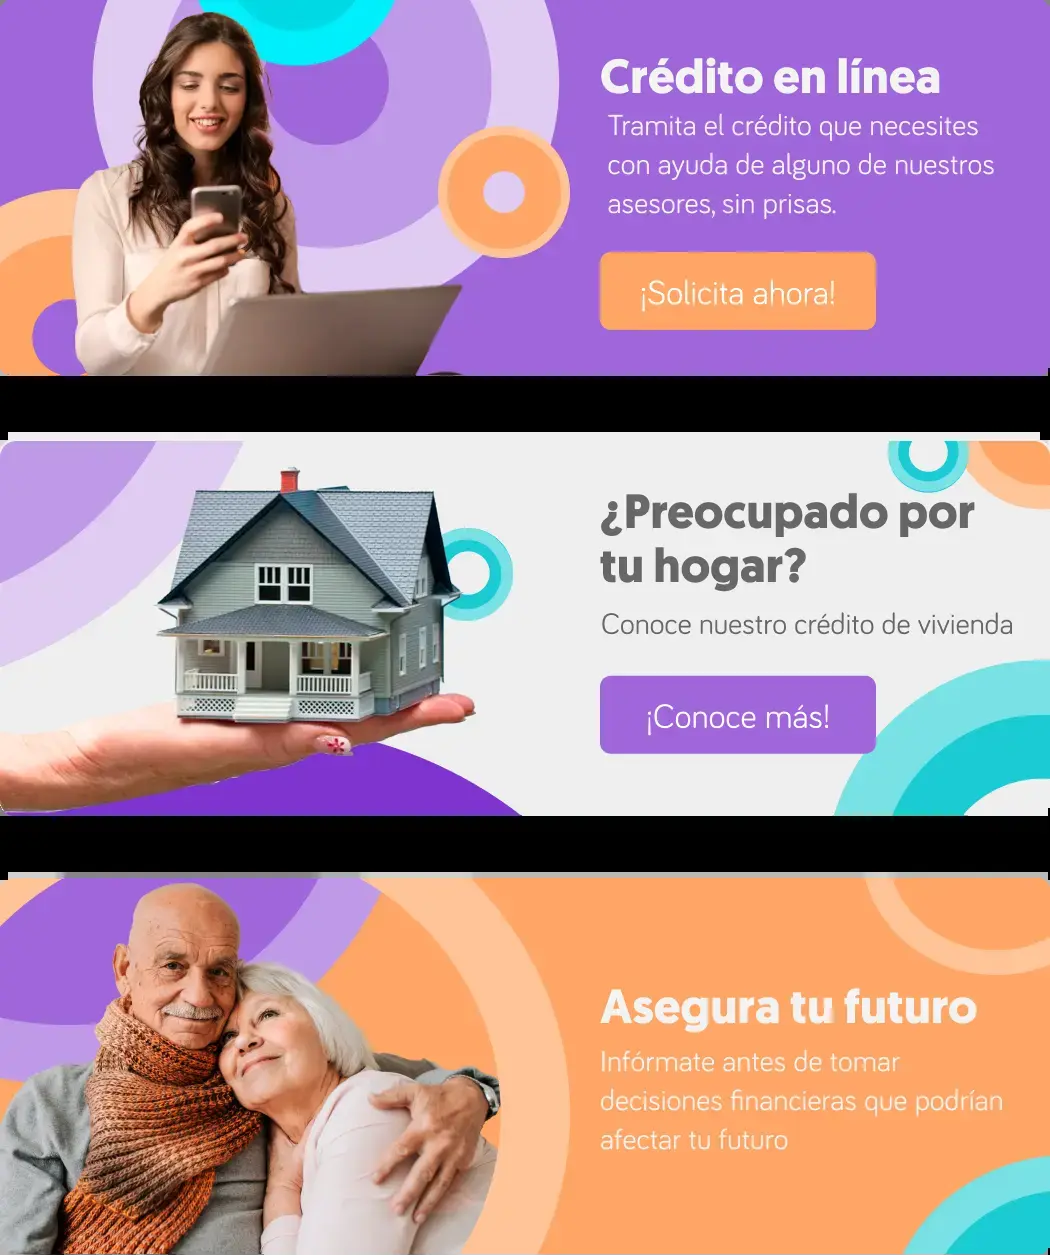 Crédito en línea
Tramita el crédito que necesites
con ayuda de alguno de nuestros
asesores, sin prisas.
¡Solicita ahora!
¿Preocupado por
tu hogar?
Conoce nuestro crédito de vivienda
¡Conoce más!
Asegura tu futuro
Infórmate antes de tomar
decisiones financieras que podrían
afectar tu futuro